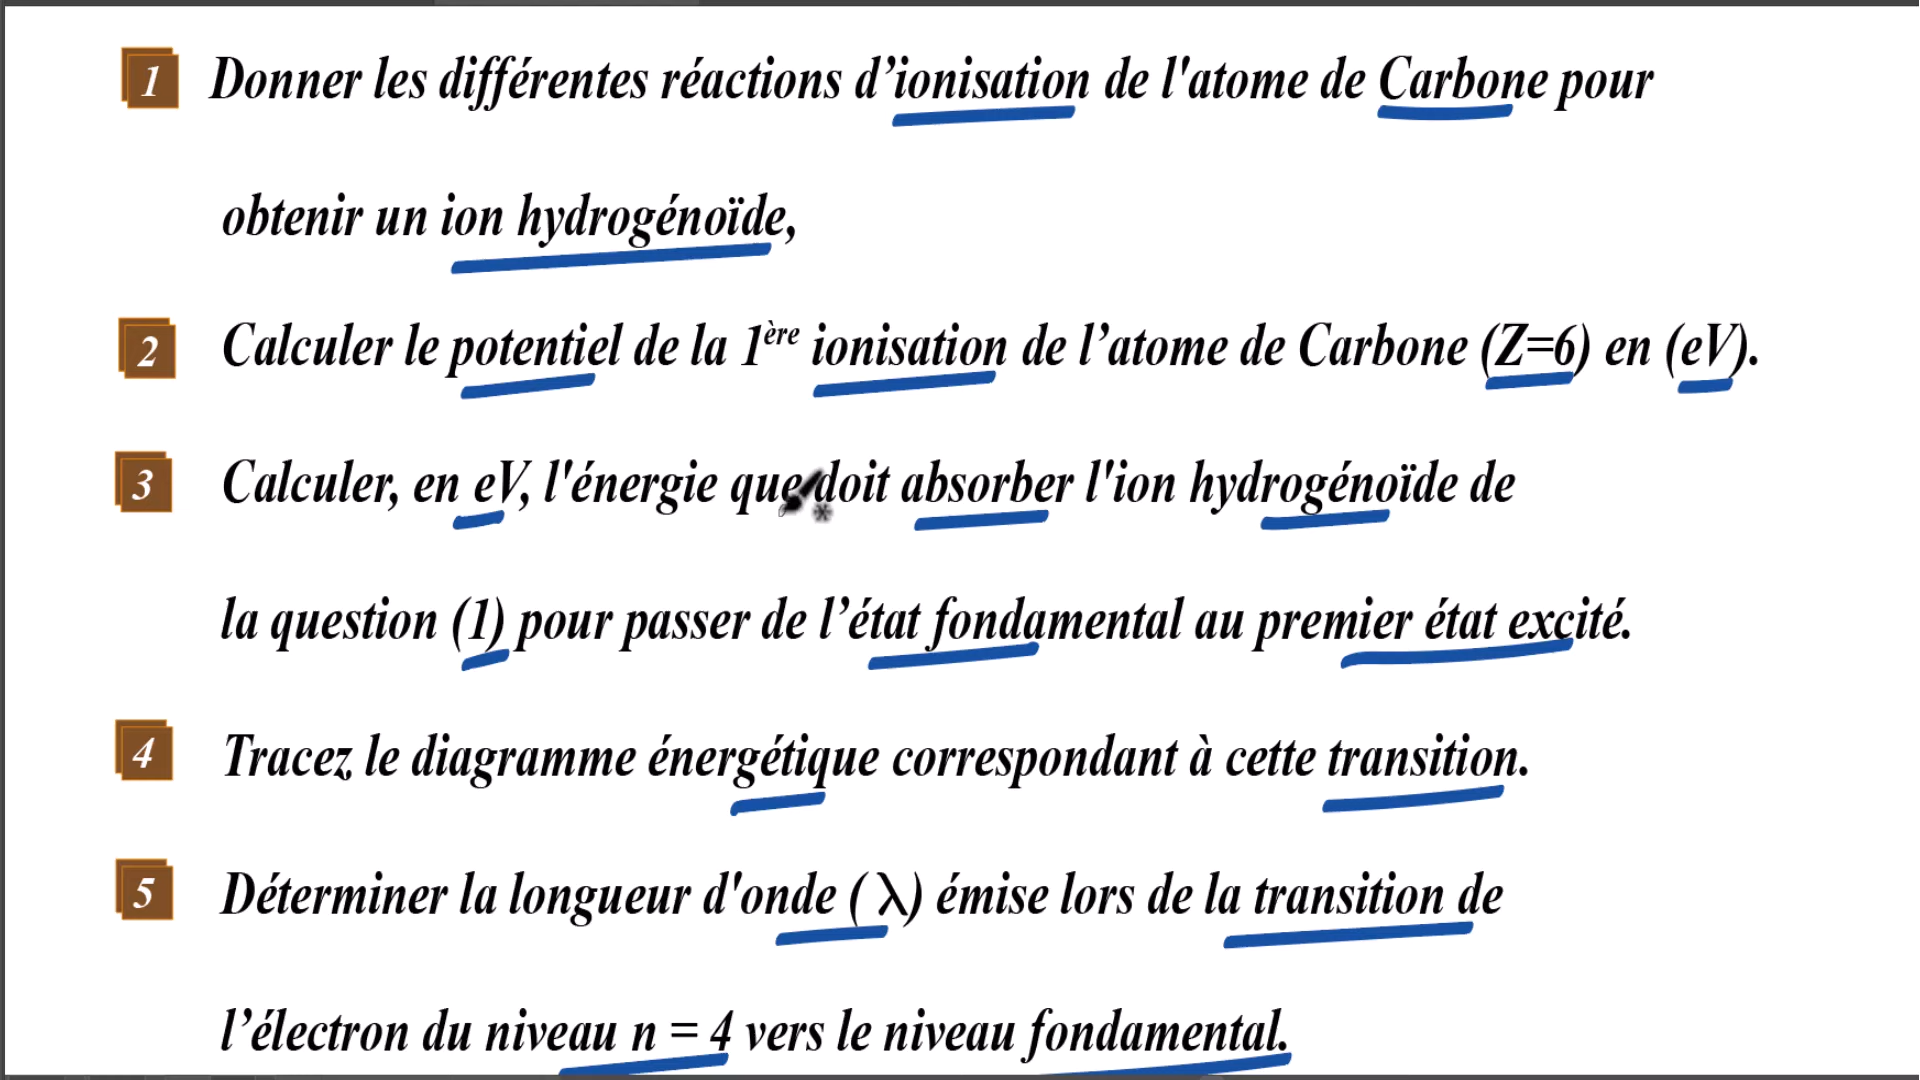 1 Donner les différentes réactions d’ionisation de l'atome de Carbone pour
obtenir un ion hydrogénoïde,
2 Calculer le potentiel de la 1ère ionisation de l’atome de Carbone (Z=6) en (eV).
3 Calculer, en eV, l'énergie que doit absorber l'ion hydrogénoïde de
la question (1) pour passer de l’état fondamental au premier état excité.
4 Tracez le diagramme énergétique correspondant à cette transition.
5 Déterminer la longueur d'onde ( λ) émise lors de la transition de
l’électron du niveau n = 4 vers le niveau fondamental.